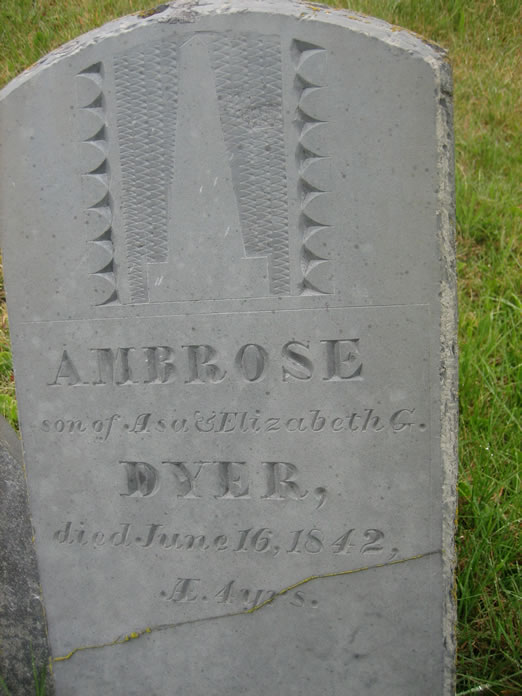 AMBROSE
son of Asa & Elizabeth G.
DYER,
died June 16, 1842,
Æ. 4 yrs.